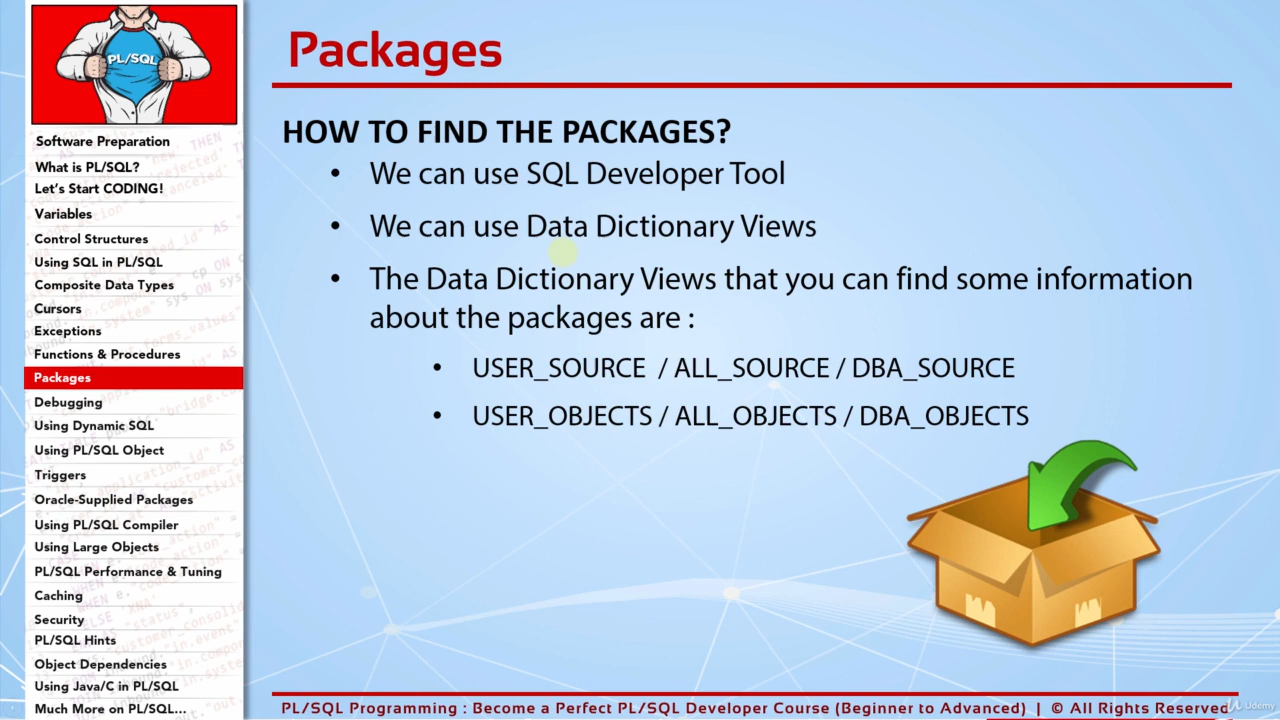 PL/SQL
Software Preparation
What is PL/SQL?
Let's Start CODING!
Variables
Control Structures
Using SQL in PL/SQL
Composite Data Types
Cursors
Exceptions
Functions & Procedures
Packages
Debugging
Using Dynamic SQL
Using PL/SQL Object
Triggers
Oracle-Supplied Packages
Using PL/SQL Compiler
Using Large Objects
PL/SQL Performance & Tuning
Caching
Security
PL/SQL Hints
Object Dependencies
Using Java/C in PL/SQL
Much More on PL/SQL...
Packages
HOW TO FIND THE PACKAGES?
• We can use SQL Developer Tool
• We can use Data Dictionary Views
• The Data Dictionary Views that you can find some information
about the packages are :
• USER_SOURCE / ALL_SOURCE / DBA_SOURCE
• USER_OBJECTS / ALL_OBJECTS / DBA_OBJECTS
PL/SQL Programming : Become a Perfect PL/SQL Developer Course (Beginner to Advanced) | © All Rights Reserved
Udemy